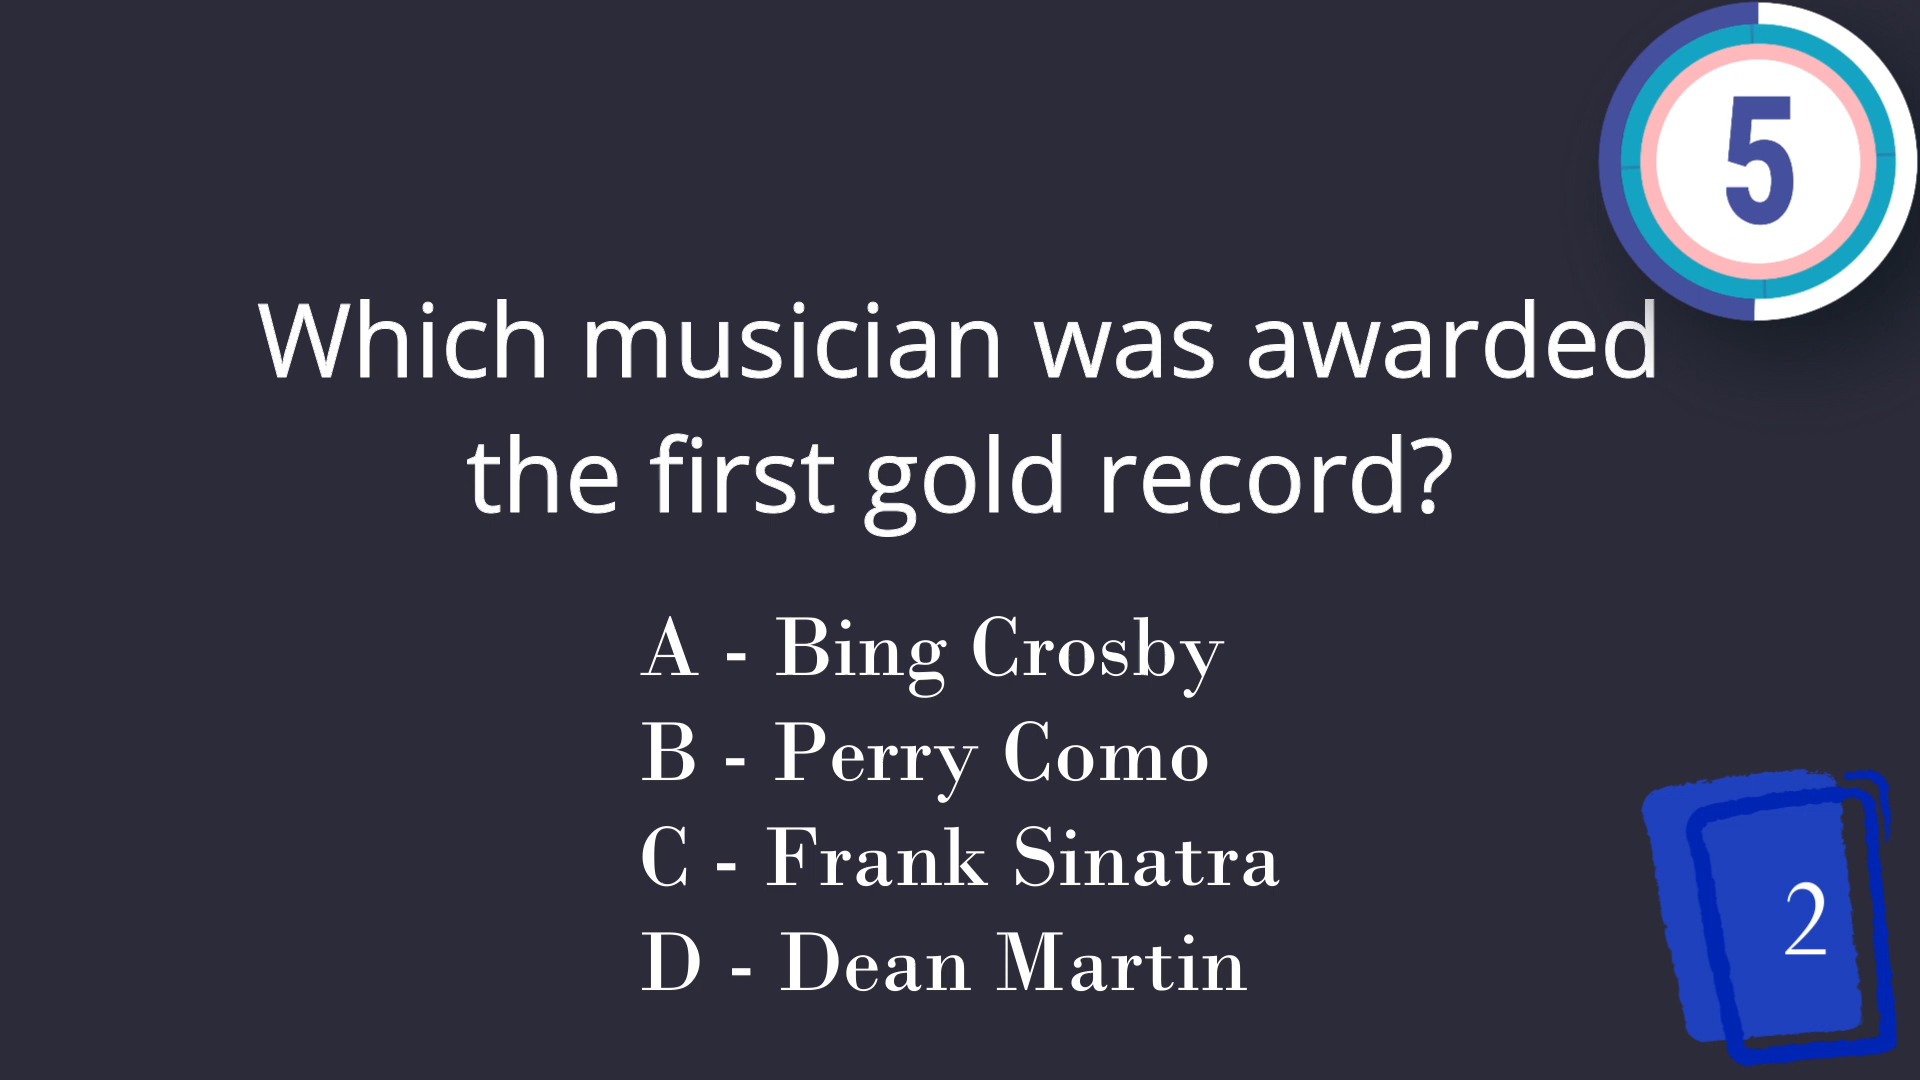 5
Which musician was awarded
the first gold record?
A - Bing Crosby
B - Perry Como
C - Frank Sinatra
D - Dean Martin
2